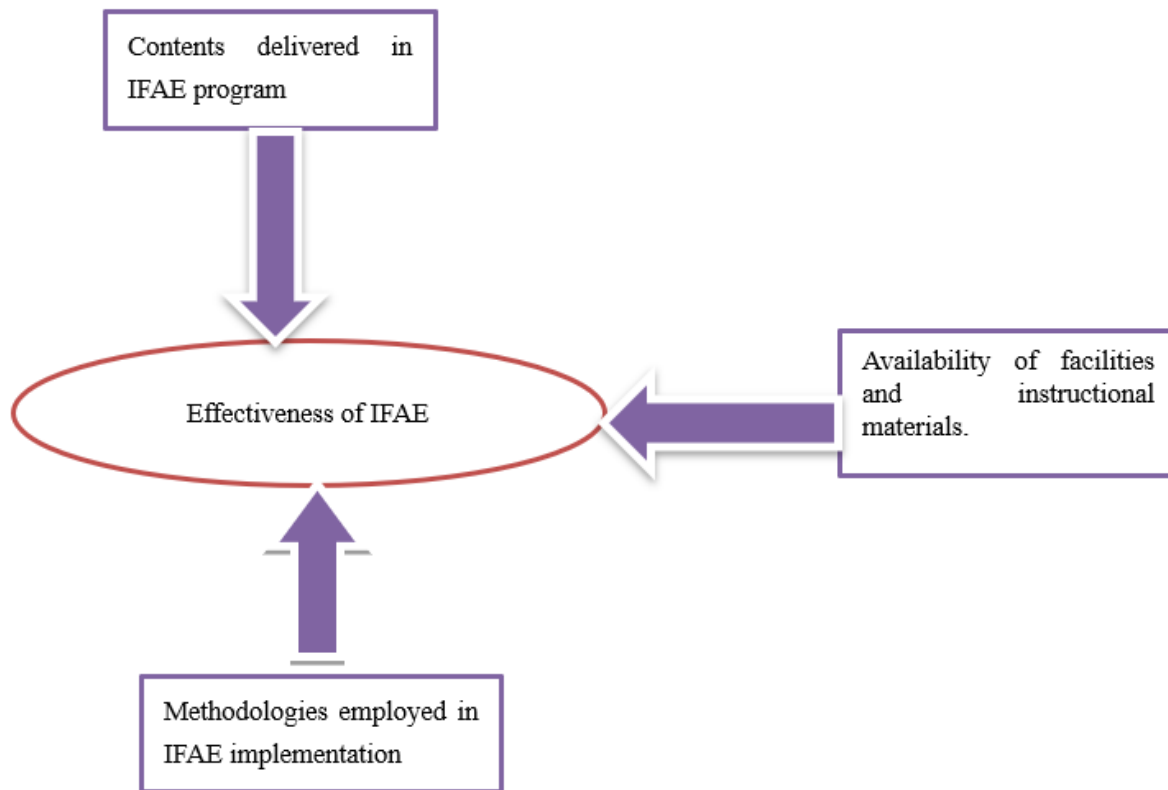 Contents delivered in
IFAE program
Effectiveness of IFAE
Availability of facilities
and instructional
materials.
Methodologies employed in
IFAE implementation